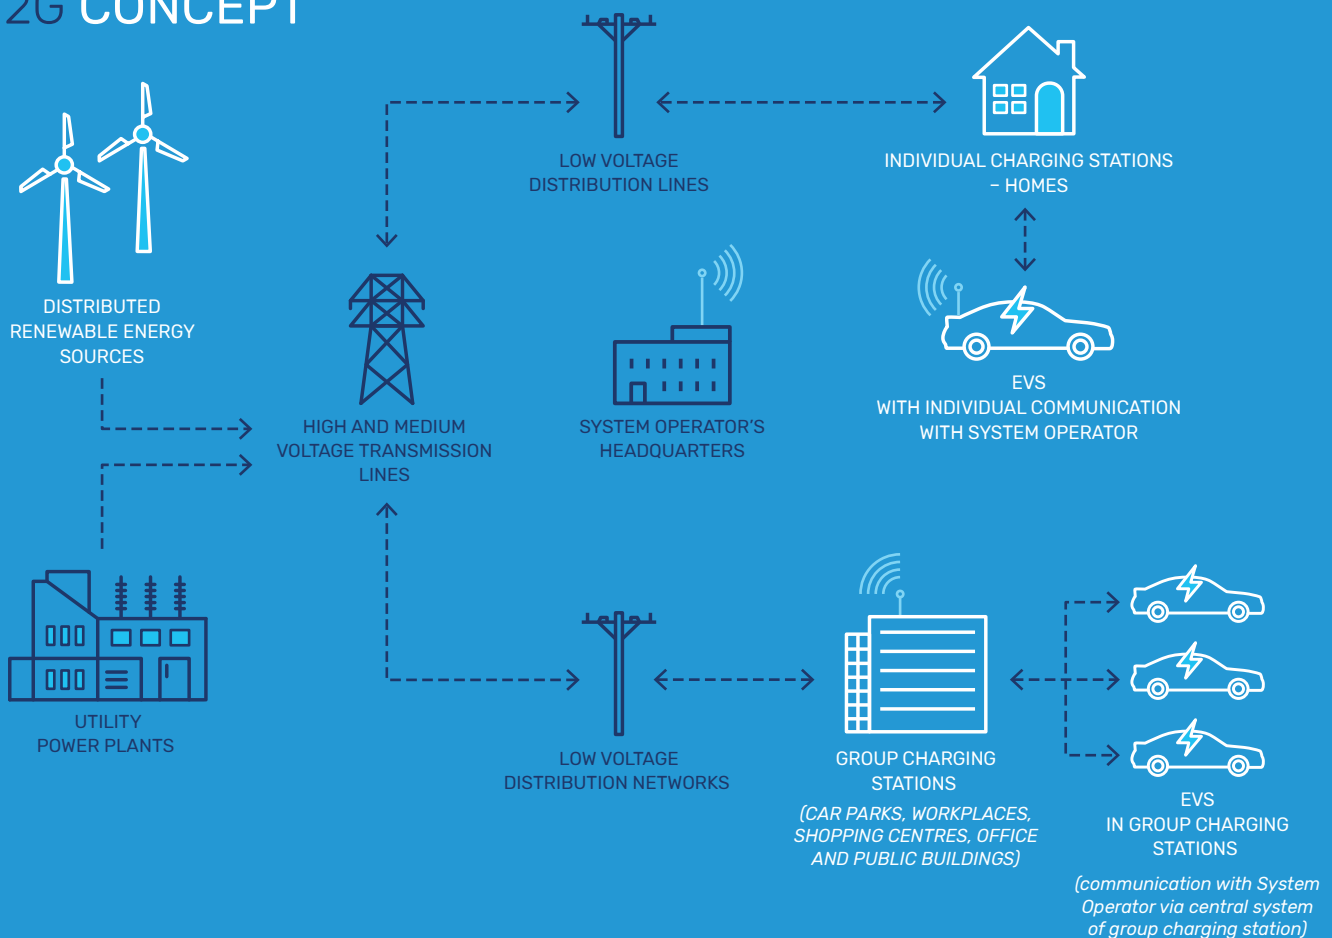 2G CONCEPT
LOW VOLTAGE
DISTRIBUTION LINES
INDIVIDUAL CHARGING STATIONS
– HOMES
DISTRIBUTED
RENEWABLE ENERGY
SOURCES
HIGH AND MEDIUM
VOLTAGE TRANSMISSION
LINES
SYSTEM OPERATOR'S
HEADQUARTERS
EVS
WITH INDIVIDUAL COMMUNICATION
WITH SYSTEM OPERATOR
UTILITY
POWER PLANTS
LOW VOLTAGE
DISTRIBUTION NETWORKS
GROUP CHARGING
STATIONS
(CAR PARKS, WORKPLACES,
SHOPPING CENTRES, OFFICE
AND PUBLIC BUILDINGS)
EVS
IN GROUP CHARGING
STATIONS
(communication with System
Operator via central system
of group charging station)